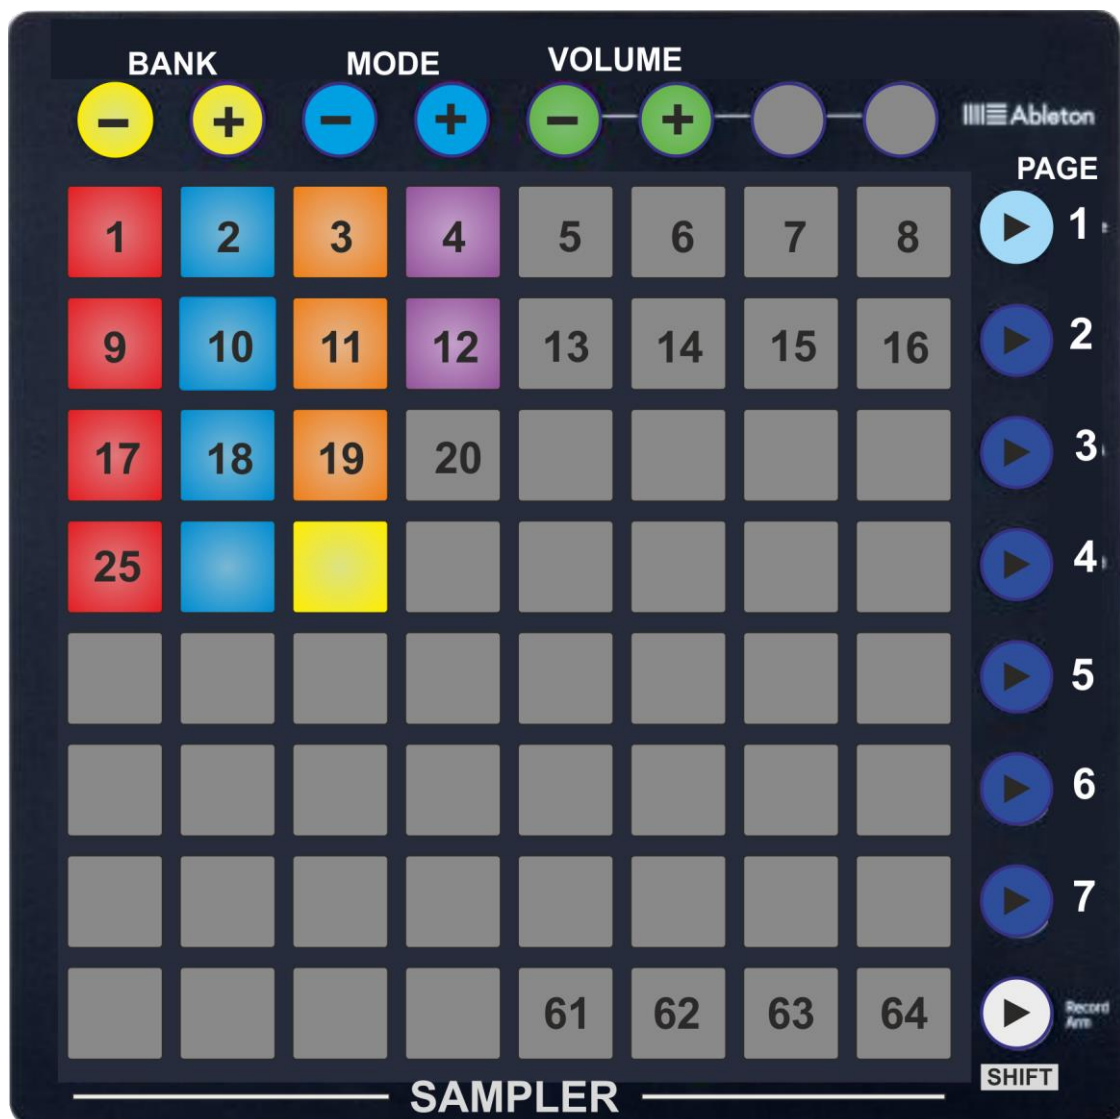 BANK MODE VOLUME
- + - + - +
Ableton
PAGE
1 2 3 4 5 6 7 8 1
9 10 11 12 13 14 15 16 2
17 18 19 20 3
25 4
5
6
7
61 62 63 64
Record
Arm
SHIFT
SAMPLER